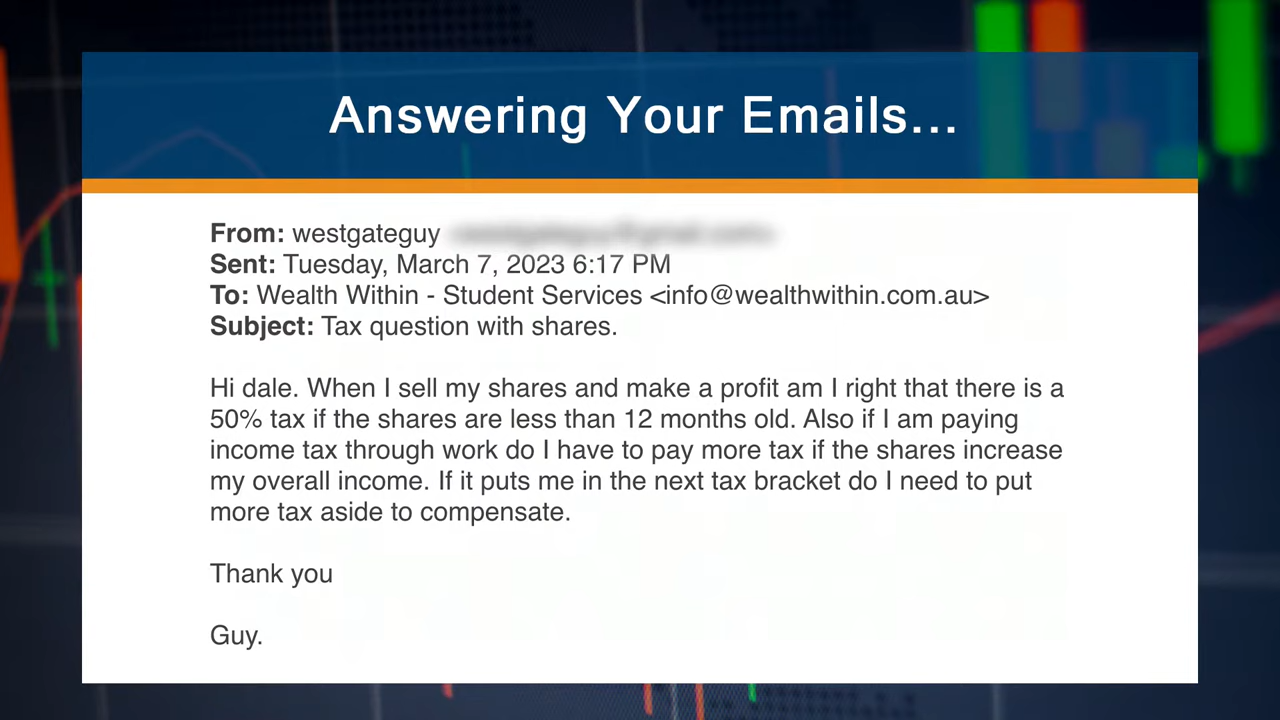 Answering Your Emails...
From: westgateguy
Sent: Tuesday, March 7, 2023 6:17 PM
To: Wealth Within - Student Services <info@wealthwithin.com.au>
Subject: Tax question with shares.
Hi dale. When I sell my shares and make a profit am I right that there is a
50% tax if the shares are less than 12 months old. Also if I am paying
income tax through work do I have to pay more tax if the shares increase
my overall income. If it puts me in the next tax bracket do I need to put
more tax aside to compensate.
Thank you
Guy.